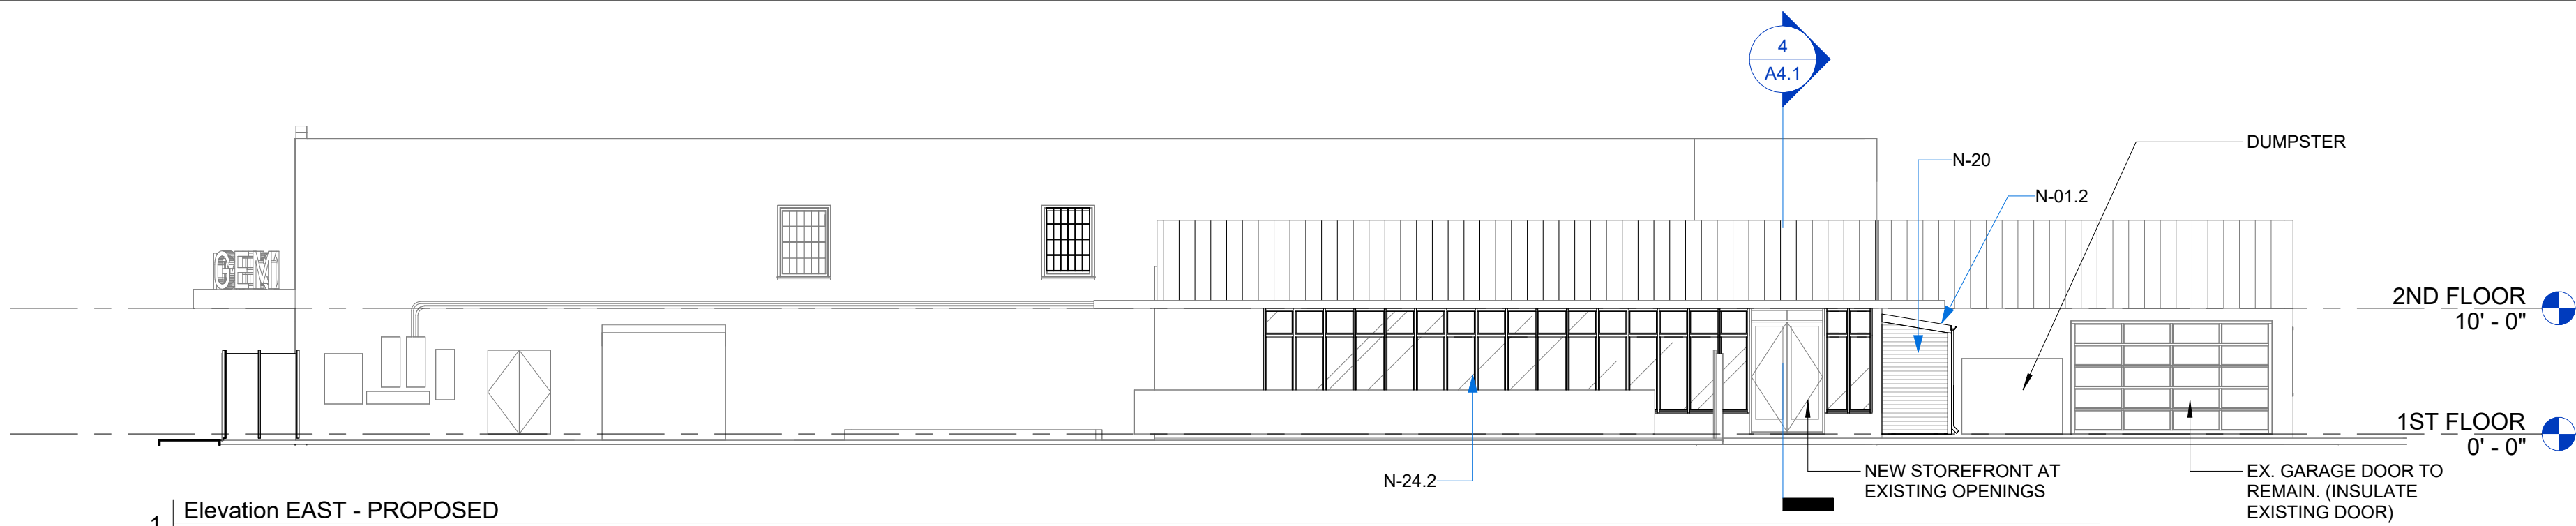 4
A4.1
DUMPSTER
N-20
N-01.2
GEMI
2ND FLOOR
10' - 0"
1ST FLOOR
0' - 0"
N-24.2
NEW STOREFRONT AT
EXISTING OPENINGS
EX. GARAGE DOOR TO
REMAIN. (INSULATE
EXISTING DOOR)
1
Elevation EAST - PROPOSED